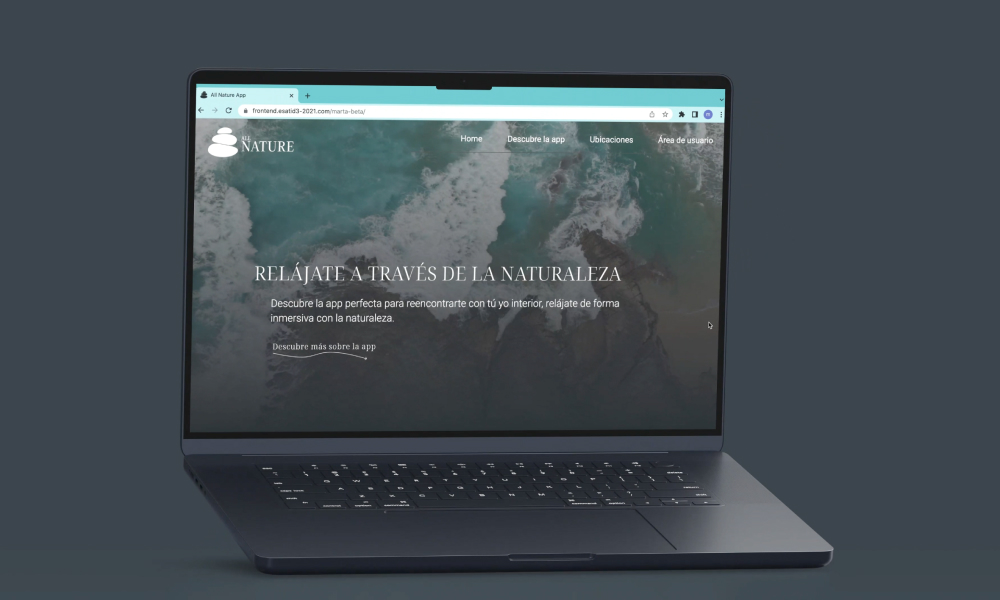 All Nature App
frontend.esatid3-2021.com/marta-beta/
ALL
NATURE
Home Descubre la app Ubicaciones Área de usuario
RELÁJATE A TRAVÉS DE LA NATURALEZA
Descubre la app perfecta para reencontrarte con tú yo interior, relájate de forma
inmersiva con la naturaleza.
Descubre más sobre la app